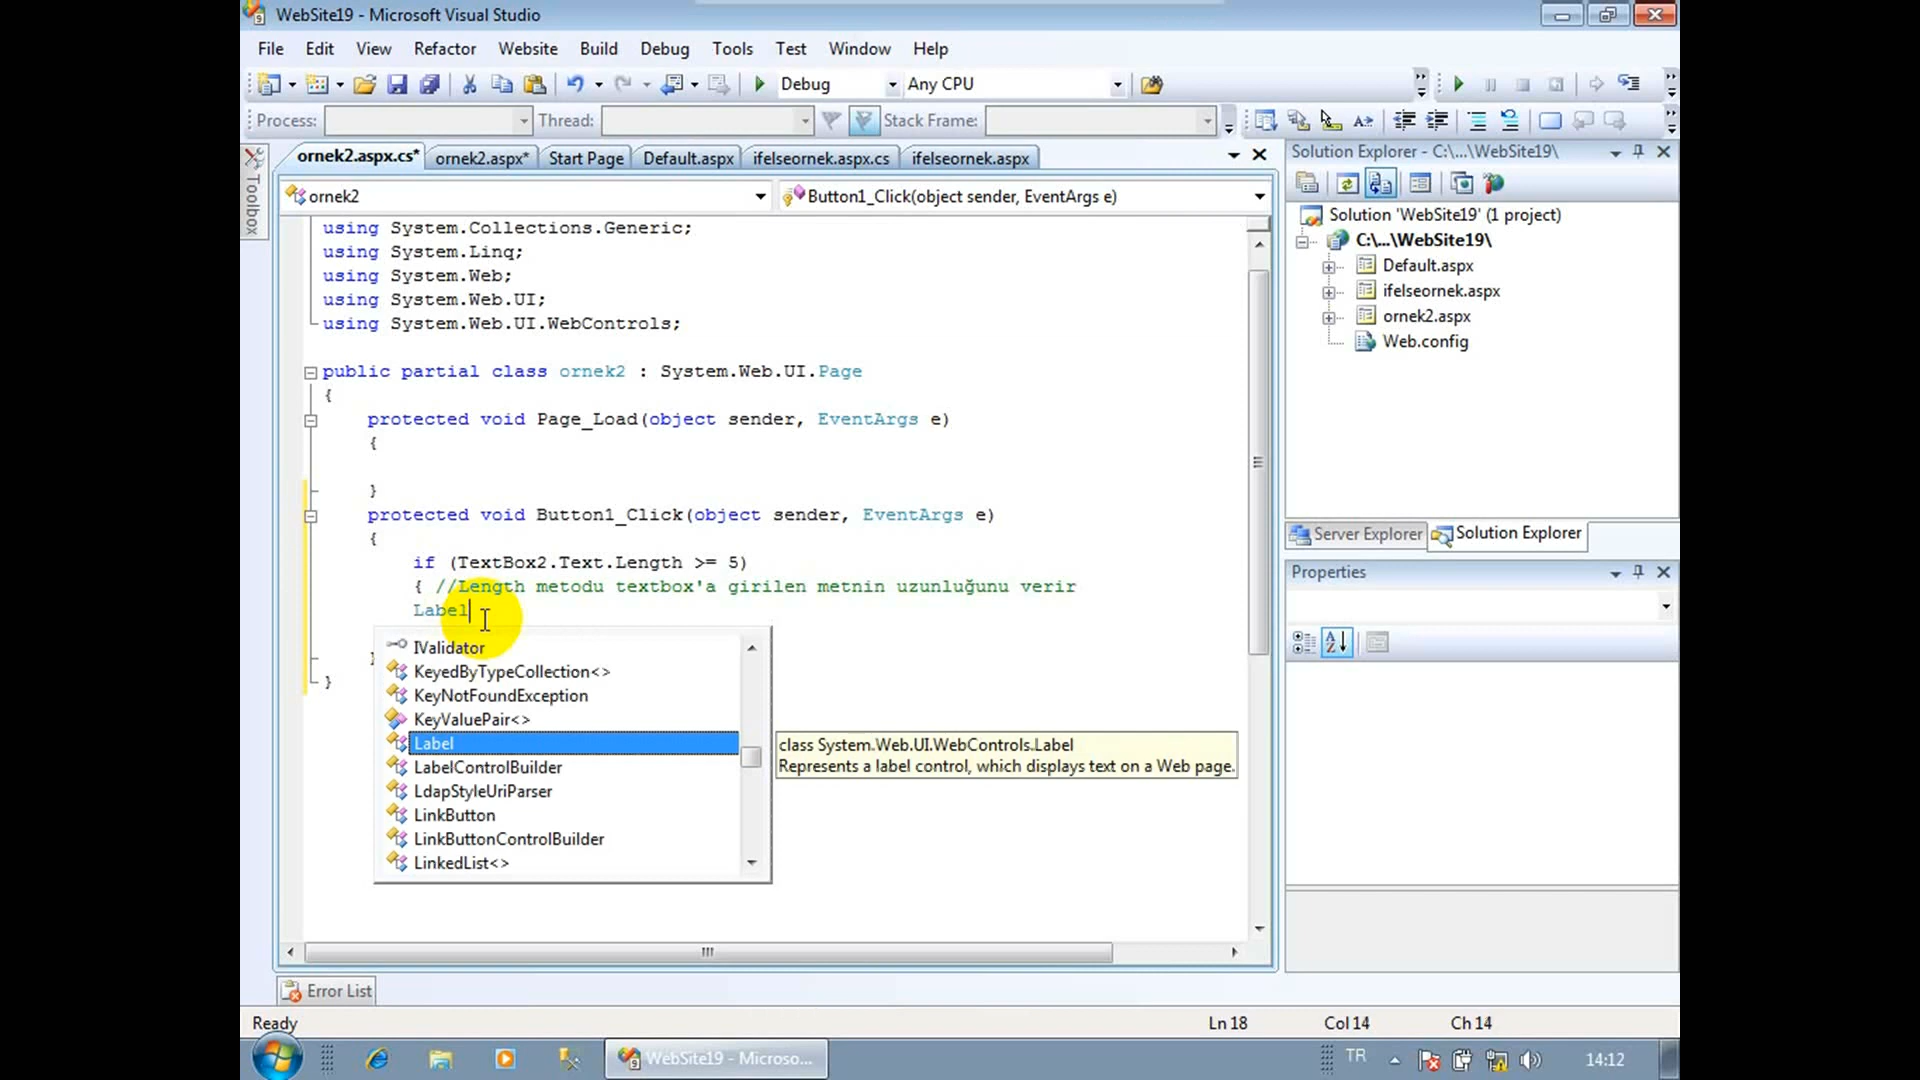 WebSite19 - Microsoft Visual Studio
File Edit View Refactor Website Build Debug Tools Test Window Help
Debug Any CPU
Process: Thread: Stack Frame:
Toolbox
ornek2.aspx.cs* ornek2.aspx* Start Page Default.aspx ifelseornek.aspx.cs ifelseornek.aspx
ornek2 Button1_Click(object sender, EventArgs e)
using System.Collections.Generic;
using System.Linq;
using System.Web;
using System.Web.UI;
using System.Web.UI.WebControls;
public partial class ornek2 : System.Web.UI.Page
{
protected void Page_Load(object sender, EventArgs e)
{
}
protected void Button1_Click(object sender, EventArgs e)
{
if (TextBox2.Text.Length >= 5)
{ //Length metodu textbox'a girilen metnin uzunluğunu verir
Label
}
IValidator
KeyedByTypeCollection<>
KeyNotFoundException
KeyValuePair<>
Label
LabelControlBuilder
LdapStyleUriParser
LinkButton
LinkButtonControlBuilder
LinkedList<>
class System.Web.UI.WebControls.Label
Represents a label control, which displays text on a Web page.
Solution Explorer - C:\...\WebSite19\
Solution 'WebSite19' (1 project)
C:\...\WebSite19\
Default.aspx
ifelseornek.aspx
ornek2.aspx
Web.config
Server Explorer Solution Explorer
Properties
Error List
Ready Ln 18 Col 14 Ch 14
WebSite19 - Microso... TR 14:12